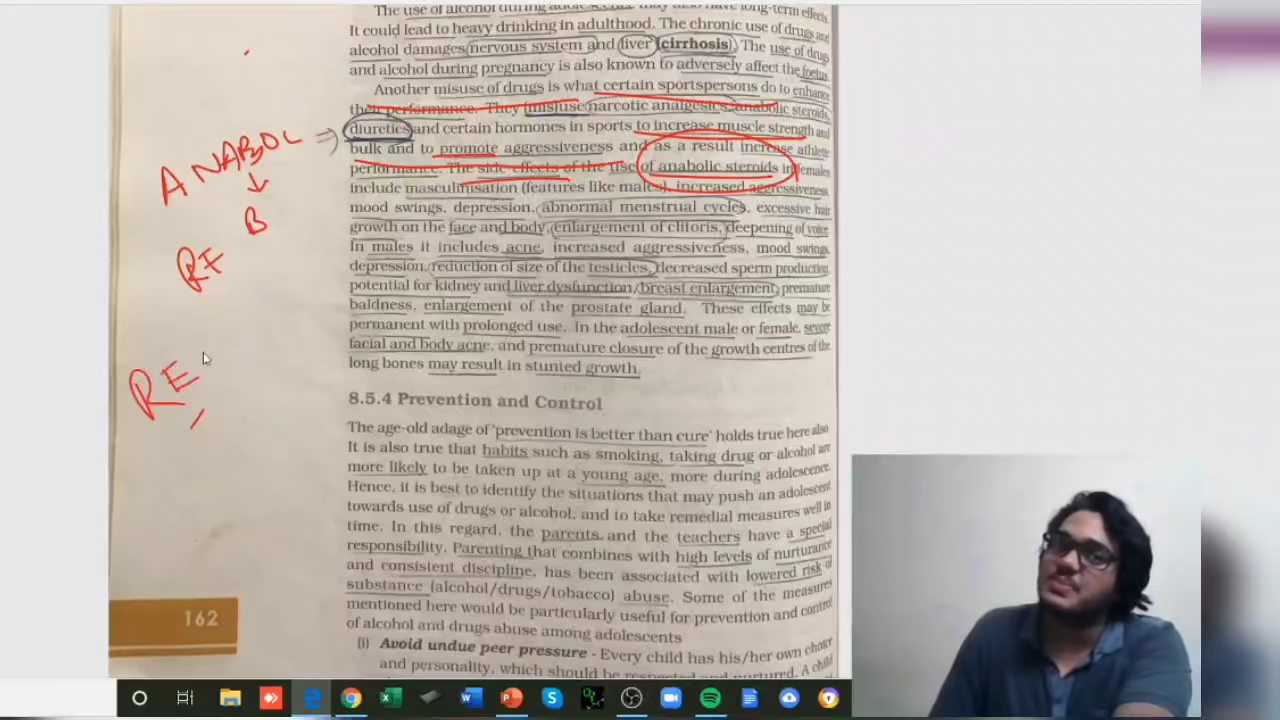 The use of alcohol during adolescence may also have long-term effects.
It could lead to heavy drinking in adulthood. The chronic use of drugs and
alcohol damages nervous system and liver (cirrhosis). The use of drugs
and alcohol during pregnancy is also known to adversely affect the foetus.
Another misuse of drugs is what certain sportspersons do to enhance
their performance. They (mis)use narcotic analgesics, anabolic steroids,
diuretics and certain hormones in sports to increase muscle strength and
bulk and to promote aggressiveness and as a result increase athletic
performance. The side-effects of the use of anabolic steroids in females
include masculinisation (features like males), increased aggressiveness,
mood swings, depression, abnormal menstrual cycles, excessive hair
growth on the face and body, enlargement of clitoris, deepening of voice.
In males it includes acne, increased aggressiveness, mood swings,
depression, reduction of size of the testicles, decreased sperm production,
potential for kidney and liver dysfunction, breast enlargement, premature
baldness, enlargement of the prostate gland. These effects may be
permanent with prolonged use. In the adolescent male or female, severe
facial and body acne, and premature closure of the growth centres of the
long bones may result in stunted growth.
ANABOL
B
RE
8.5.4 Prevention and Control
The age-old adage of 'prevention is better than cure' holds true here also
It is also true that habits such as smoking, taking drug or alcohol are
more likely to be taken up at a young age, more during adolescence.
Hence, it is best to identify the situations that may push an adolescent
towards use of drugs or alcohol, and to take remedial measures well in
time. In this regard, the parents and the teachers have a special
responsibility. Parenting that combines with high levels of nurturance
and consistent discipline, has been associated with lowered risk of
substance (alcohol/drugs/tobacco) abuse. Some of the measures
mentioned here would be particularly useful for prevention and control
of alcohol and drugs abuse among adolescents
(i) Avoid undue peer pressure - Every child has his/her own choice
and personality, which should be respected and nurtured. A child
162